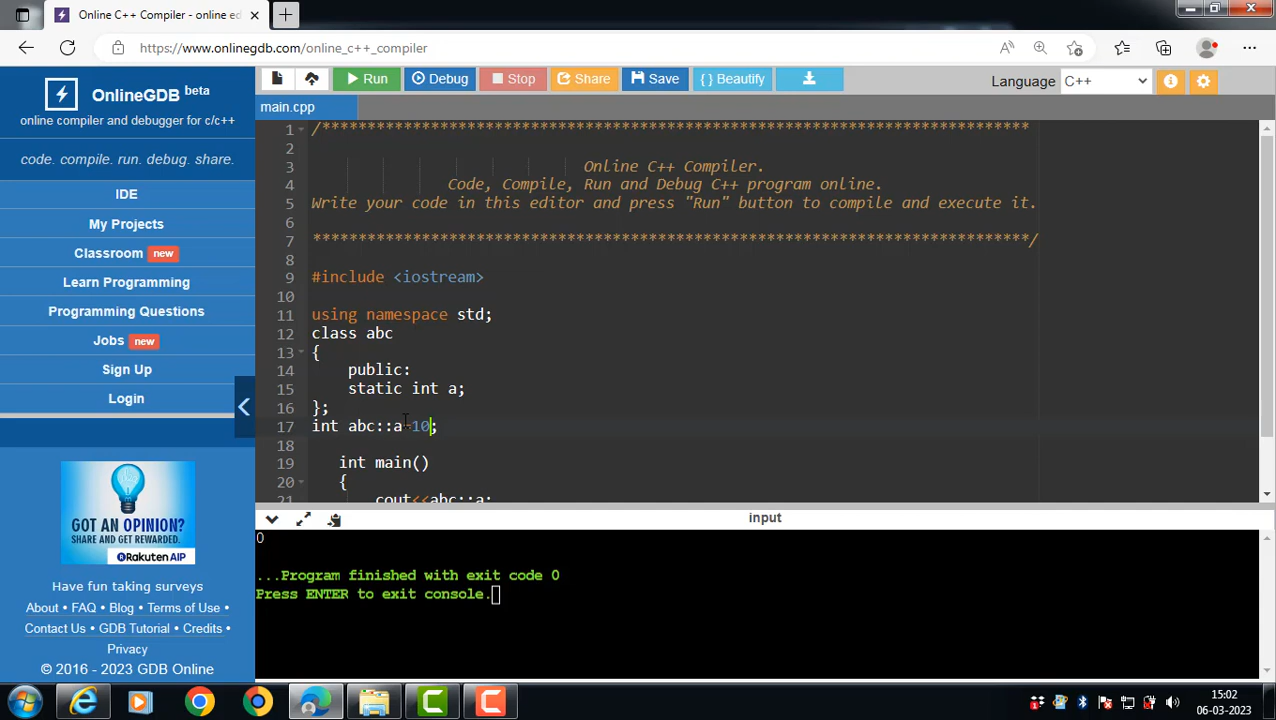 Online C++ Compiler - online ed
https://www.onlinegdb.com/online_c++_compiler
OnlineGDB beta
online compiler and debugger for c/c++
code. compile. run. debug. share.
IDE
My Projects
Classroom new
Learn Programming
Programming Questions
Jobs new
Sign Up
Login
GOT AN OPINION?
SHARE AND GET REWARDED.
Rakuten AIP
Have fun taking surveys
About • FAQ • Blog • Terms of Use •
Contact Us • GDB Tutorial • Credits •
Privacy
© 2016 - 2023 GDB Online
Run
Debug
Stop
Share
Save
{ } Beautify
Language C++
main.cpp
1 /******************************************************************************
2
3 Online C++ Compiler.
4 Code, Compile, Run and Debug C++ program online.
5 Write your code in this editor and press "Run" button to compile and execute it.
6
7 *******************************************************************************/
8
9 #include <iostream>
10
11 using namespace std;
12 class abc
13 {
14 public:
15 static int a;
16 };
17 int abc::a=10;
18
19 int main()
20 {
21 cout<<abc::a;
input
0
...Program finished with exit code 0
Press ENTER to exit console.
15:02
06-03-2023